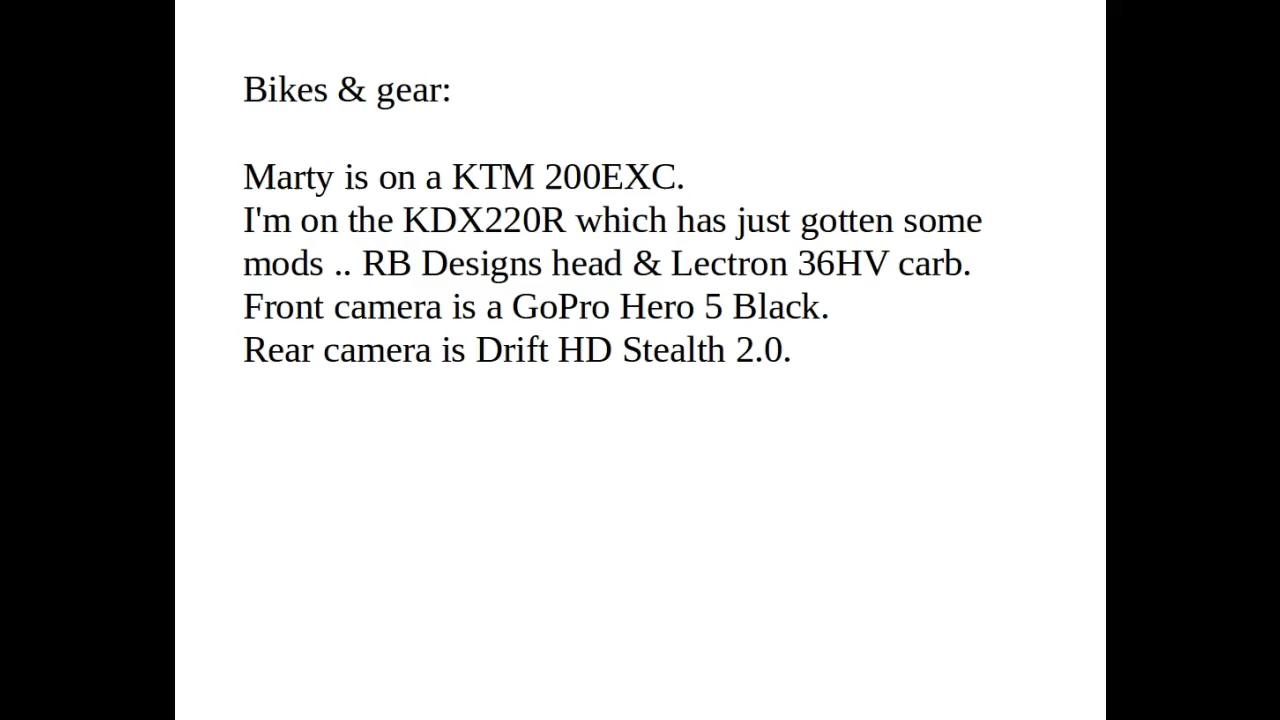 Bikes & gear:
Marty is on a KTM 200EXC.
I'm on the KDX220R which has just gotten some
mods .. RB Designs head & Lectron 36HV carb.
Front camera is a GoPro Hero 5 Black.
Rear camera is Drift HD Stealth 2.0.